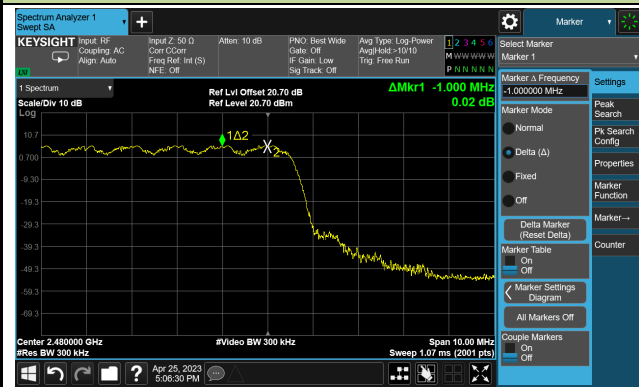 Spectrum Analyzer 1
Swept SA
Marker
KEYSIGHT
Input: RF
Coupling: AC
Align: Auto
Input Z: 50 Ω
Corr CCorr
Freq Ref: Int (S)
NFE: Off
Atten: 10 dB
PNO: Best Wide
Gate: Off
IF Gain: Low
Sig Track: Off
Avg Type: Log-Power
Avg|Hold:>10/10
Trig: Free Run
1 2 3 4 5 6
M W W W W W
P N N N N N
LXI
Select Marker
Marker 1
1 Spectrum
Scale/Div 10 dB
Log
Ref Lvl Offset 20.70 dB
Ref Level 20.70 dBm
ΔMkr1 -1.000 MHz
0.02 dB
1Δ2
X2
10.7
0.700
-9.30
-19.3
-29.3
-39.3
-49.3
-59.3
-69.3
Center 2.480000 GHz
#Res BW 300 kHz
#Video BW 300 kHz
Span 10.00 MHz
Sweep 1.07 ms (2001 pts)
Marker Δ Frequency
-1.000000 MHz
Marker Mode
Normal
Delta (Δ)
Fixed
Off
Delta Marker
(Reset Delta)
Marker Table
On
Off
Marker Settings
Diagram
All Markers Off
Couple Markers
On
Off
Settings
Peak
Search
Pk Search
Config
Properties
Marker
Function
Marker→
Counter
?
Apr 25, 2023
5:06:30 PM